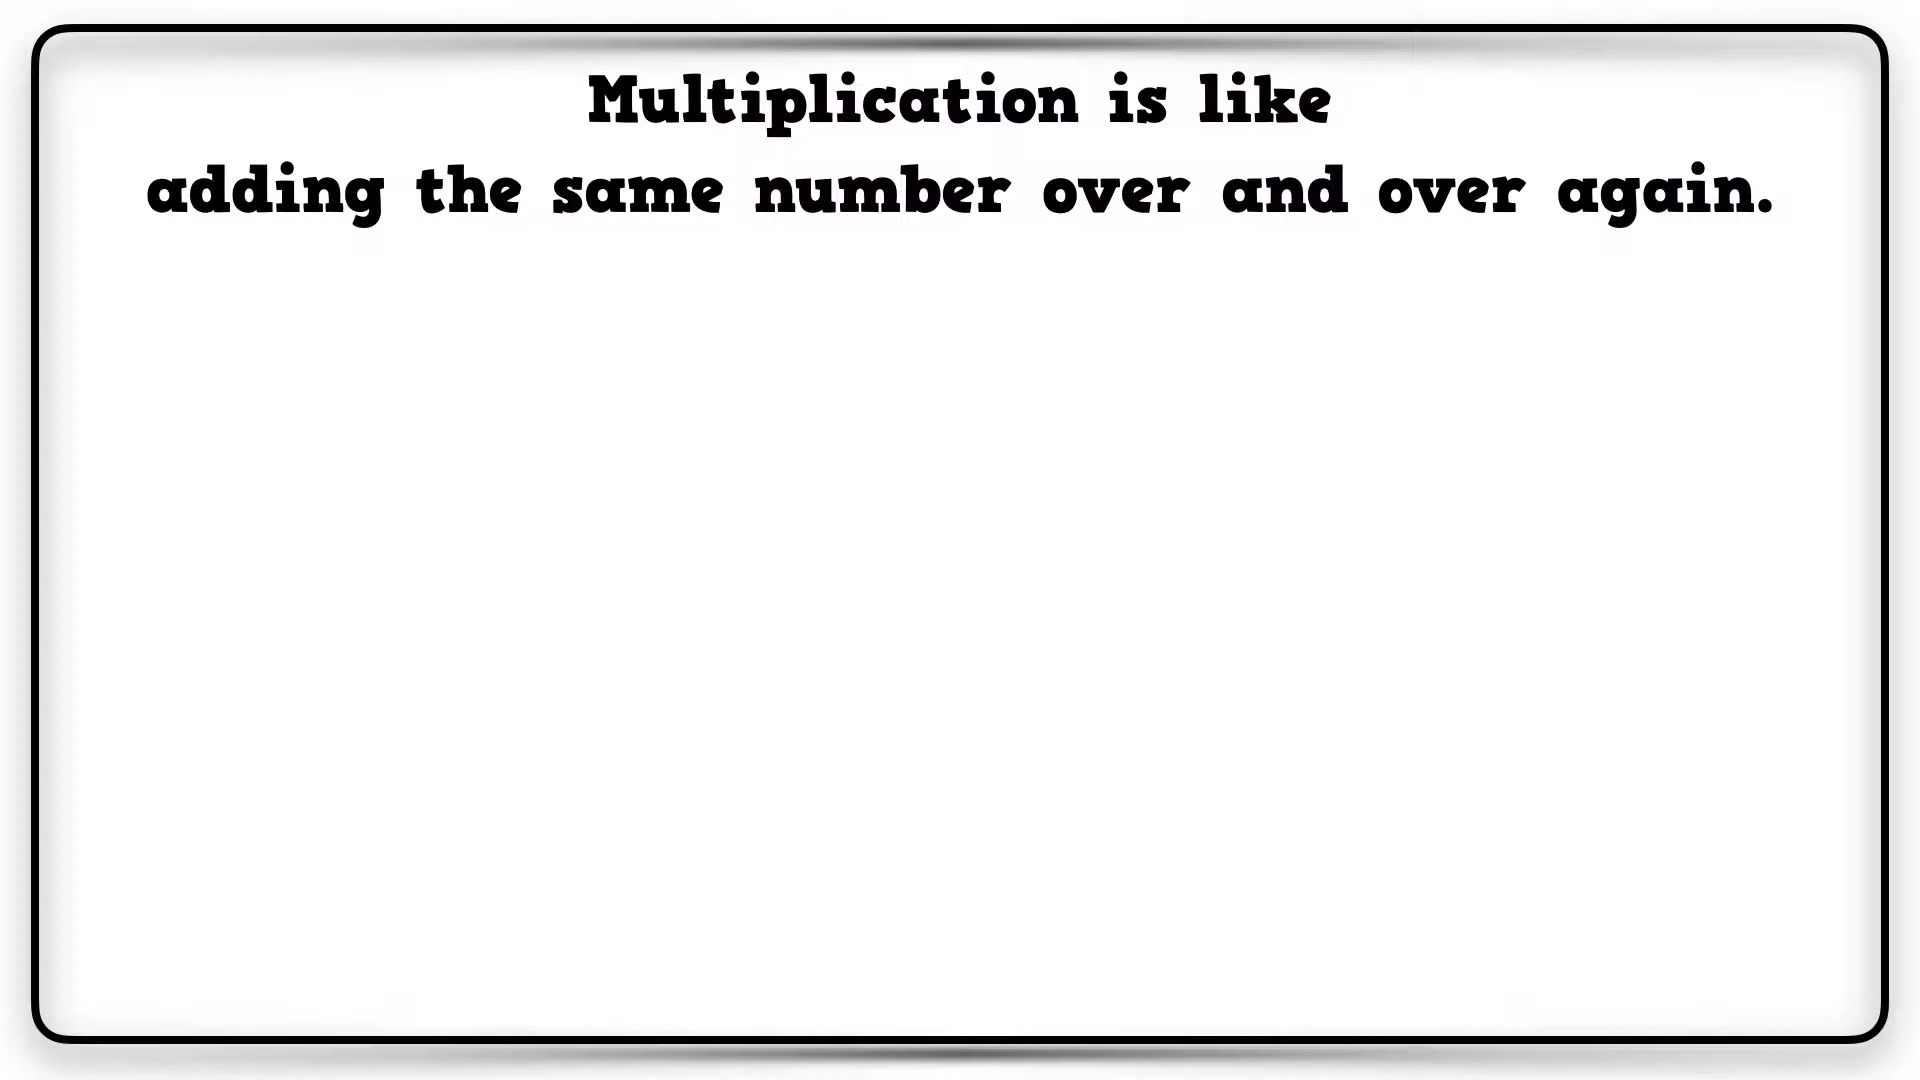 Multiplication is like
adding the same number over and over again.